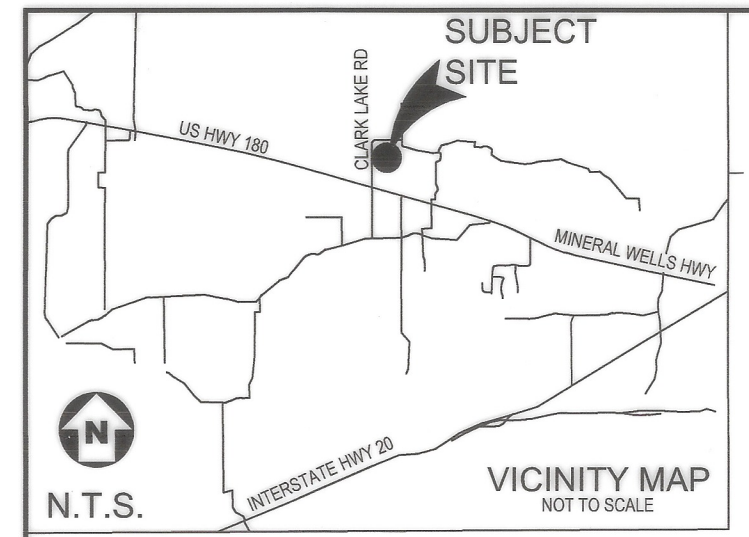 SUBJECT
SITE
CLARK LAKE RD
US HWY 180
MINERAL WELLS HWY
N
N.T.S.
INTERSTATE HWY 20
VICINITY MAP
NOT TO SCALE